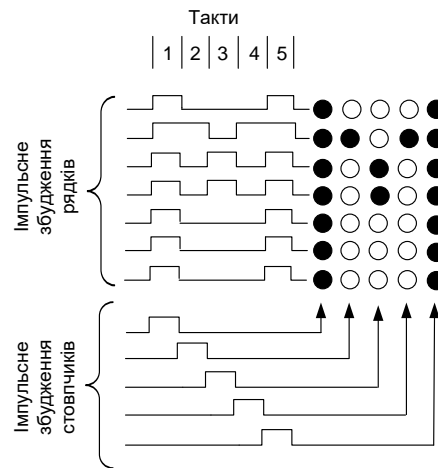 Такти
1 2 3 4 5
Імпульсне
збудження
рядків
Імпульсне
збудження
стовпчиків